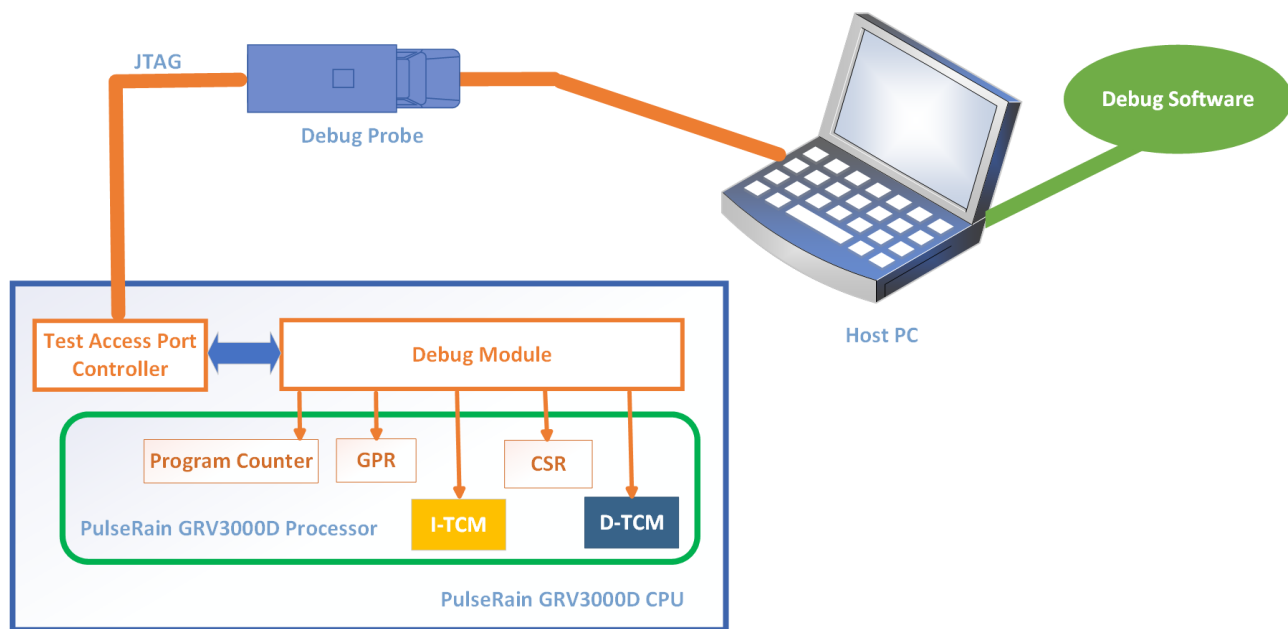 JTAG
Debug Probe
Debug Software
Host PC
Test Access Port
Controller
Debug Module
Program Counter
GPR
CSR
I-TCM
D-TCM
PulseRain GRV3000D Processor
PulseRain GRV3000D CPU